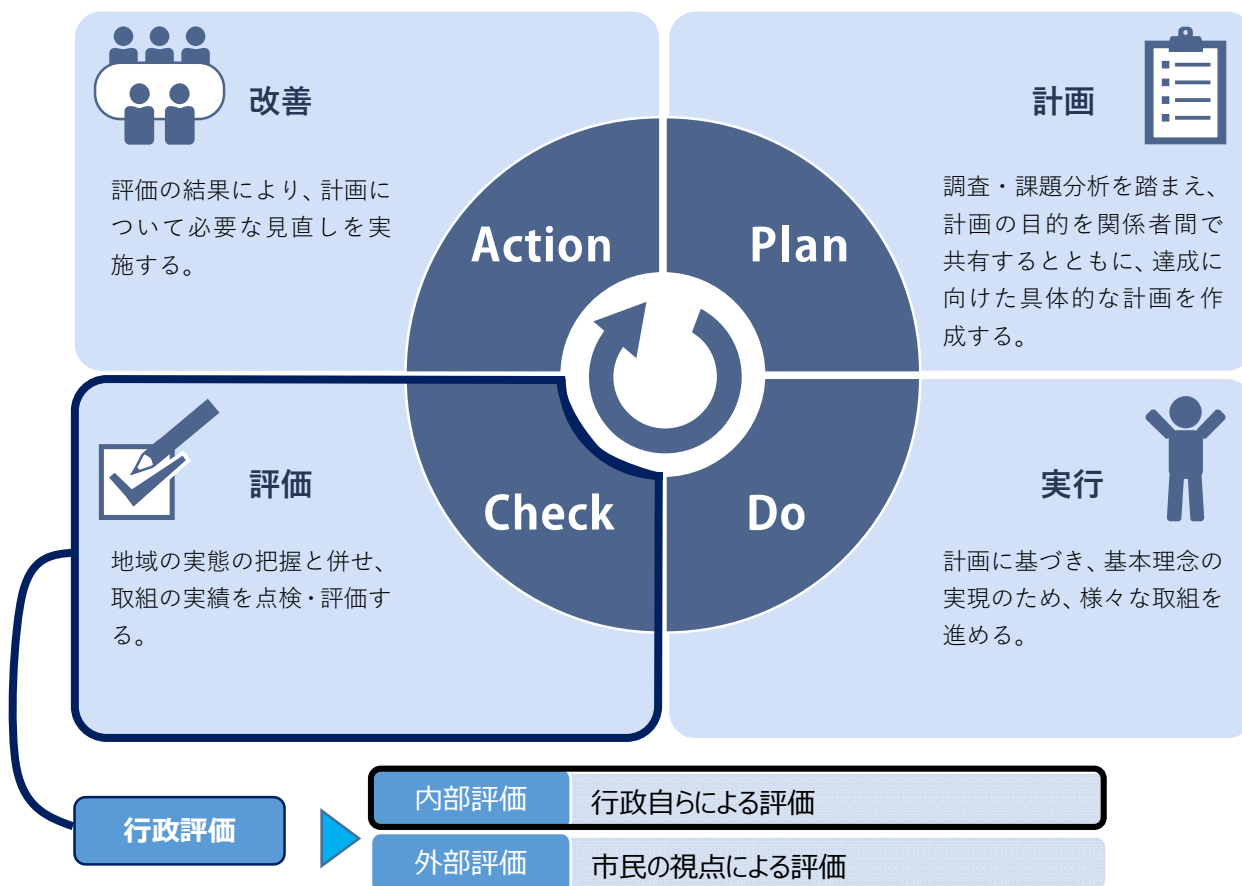 改善
評価の結果により、計画に
ついて必要な見直しを実
施する。
計画
調査・課題分析を踏まえ、
計画の目的を関係者間で
共有するとともに、達成に
向けた具体的な計画を作
成する。
Action
Plan
Check
Do
評価
地域の実態の把握と併せ、
取組の実績を点検・評価す
る。
実行
計画に基づき、基本理念の
実現のため、様々な取組を
進める。
行政評価
内部評価 行政自らによる評価
外部評価 市民の視点による評価